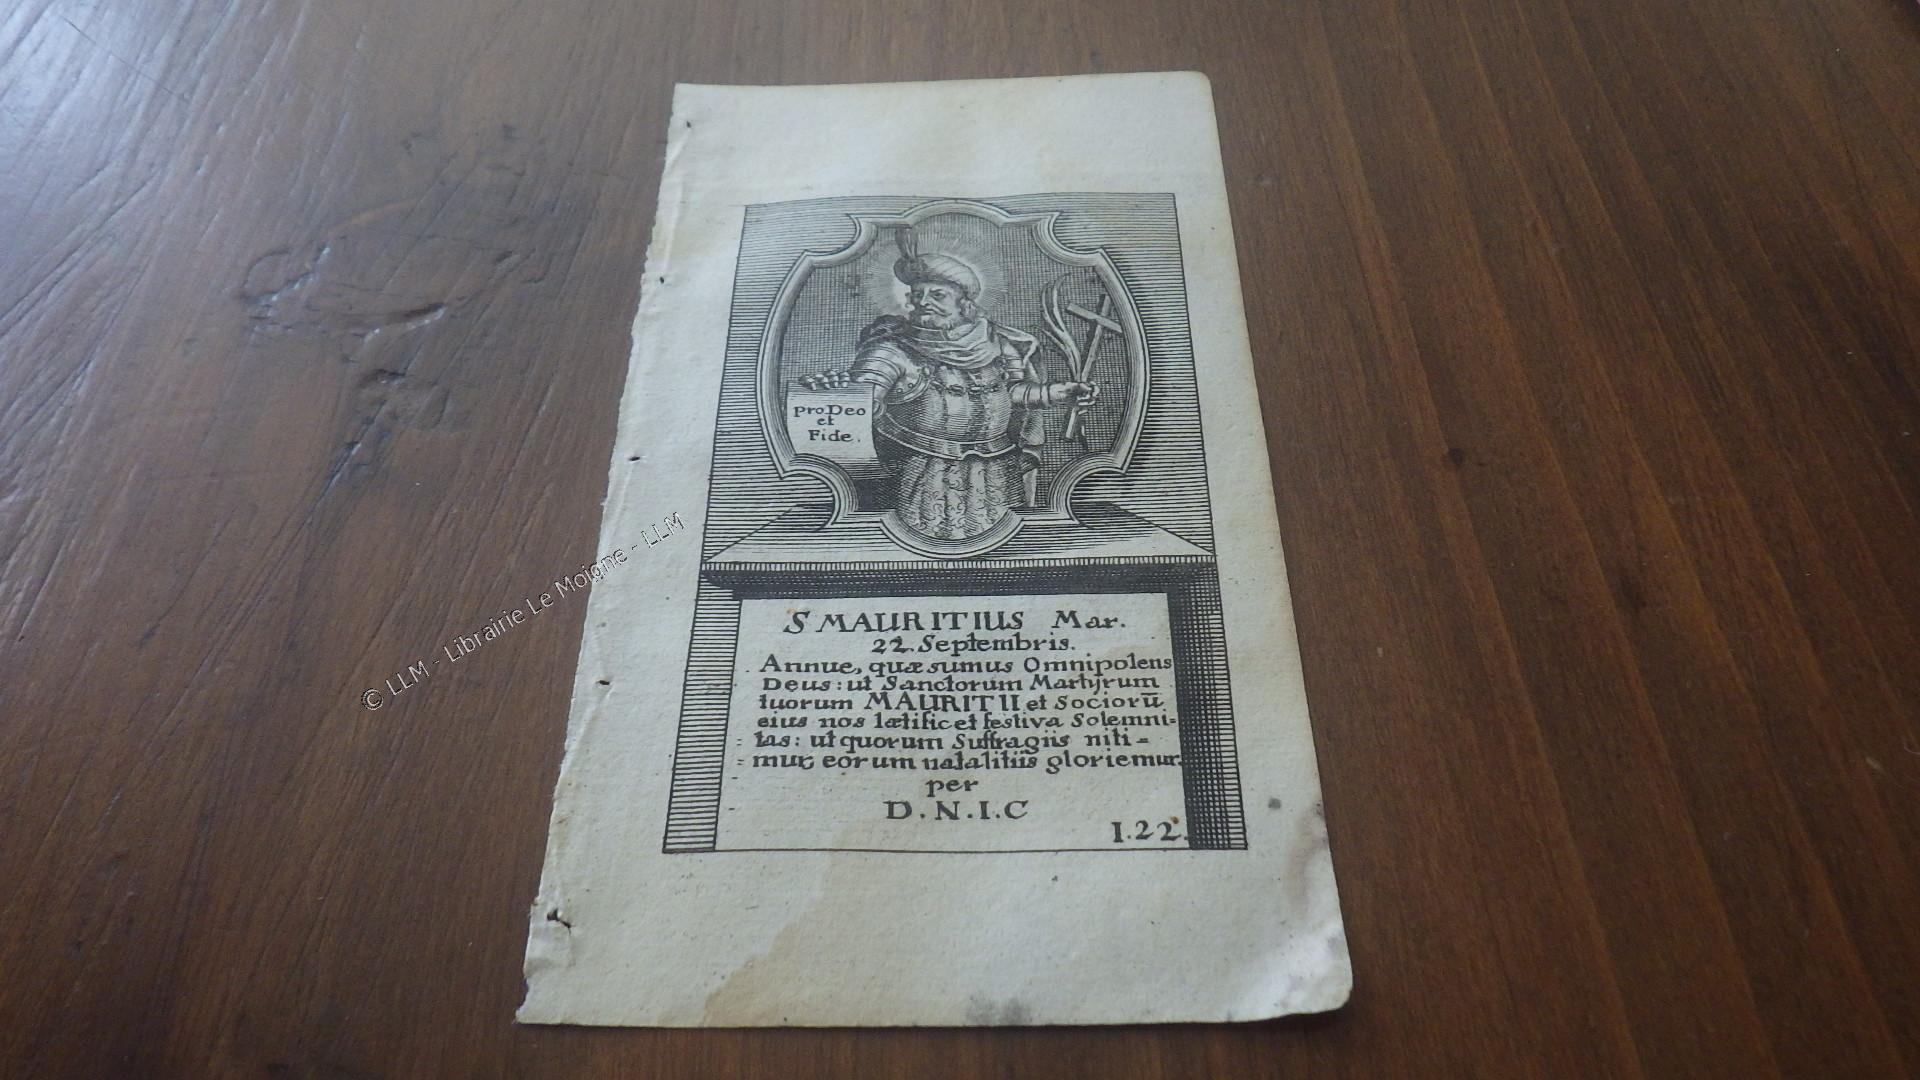 pro Deo
et
Fide.
S MAURITIUS Mar.
22. Septembris.
Annue, quæsumus Omnipotens
Deus: ut Sanctorum Martyrum
tuorum MAURITII et Sociorū
eius nos lætificet festiva Solemni=
tas: ut quorum Suffragiis niti=
mur, eorum natalitiis gloriemur.
per
D.N.I.C
I.22.
© LLM - Librairie Le Moigne - LLM